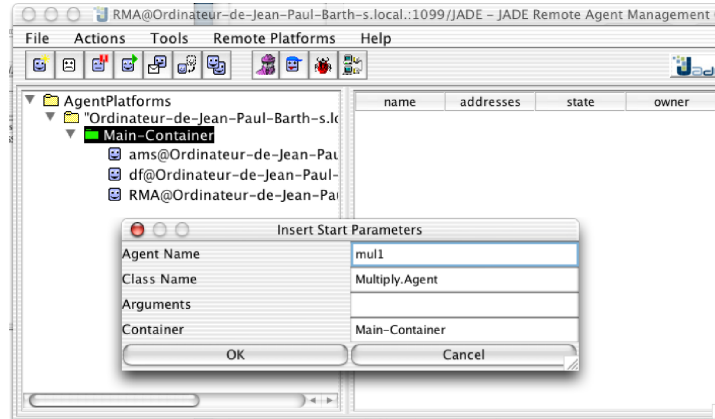 RMA@Ordinateur-de-Jean-Paul-Barth-s.local.:1099/JADE – JADE Remote Agent Management
File Actions Tools Remote Platforms Help
name addresses state owner
AgentPlatforms
"Ordinateur-de-Jean-Paul-Barth-s.lo
Main-Container
ams@Ordinateur-de-Jean-Pau
df@Ordinateur-de-Jean-Paul-
RMA@Ordinateur-de-Jean-Pau
Insert Start Parameters
Agent Name mul1
Class Name Multiply.Agent
Arguments
Container Main-Container
OK Cancel